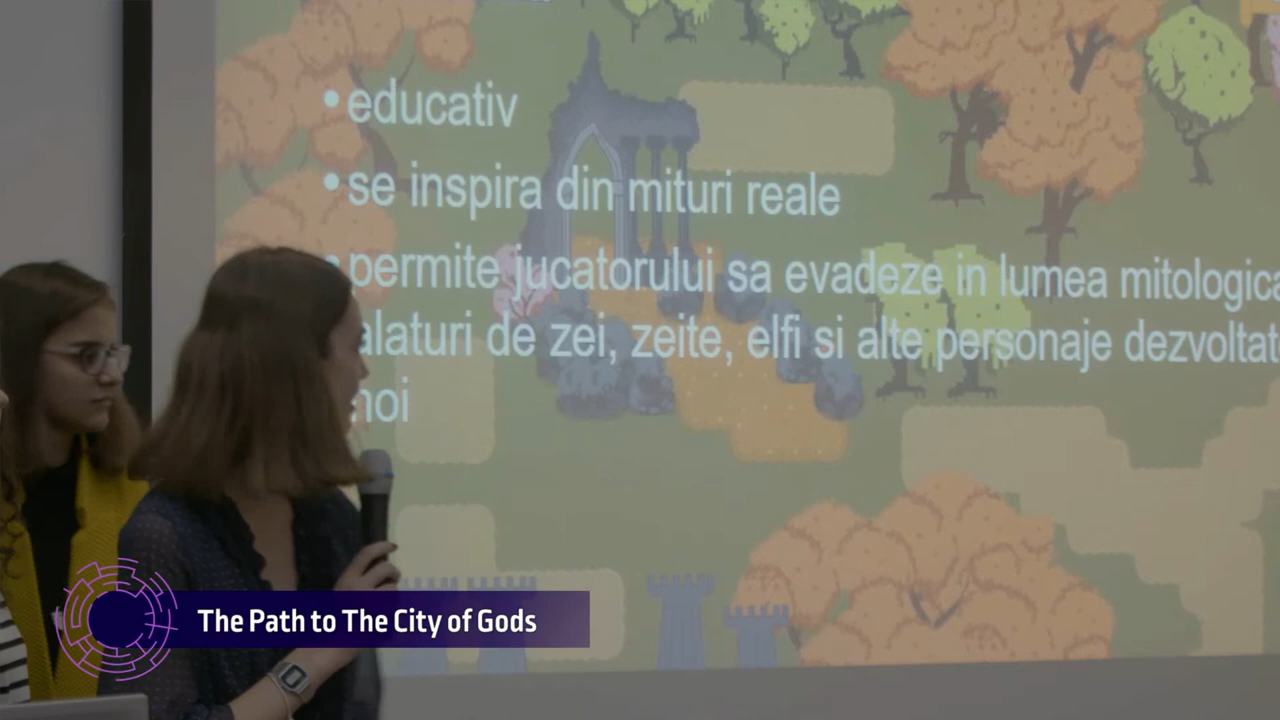 • educativ
• se inspira din mituri reale
• permite jucatorului sa evadeze in lumea mitologica
alaturi de zei, zeite, elfi si alte personaje dezvoltat
noi
The Path to The City of Gods